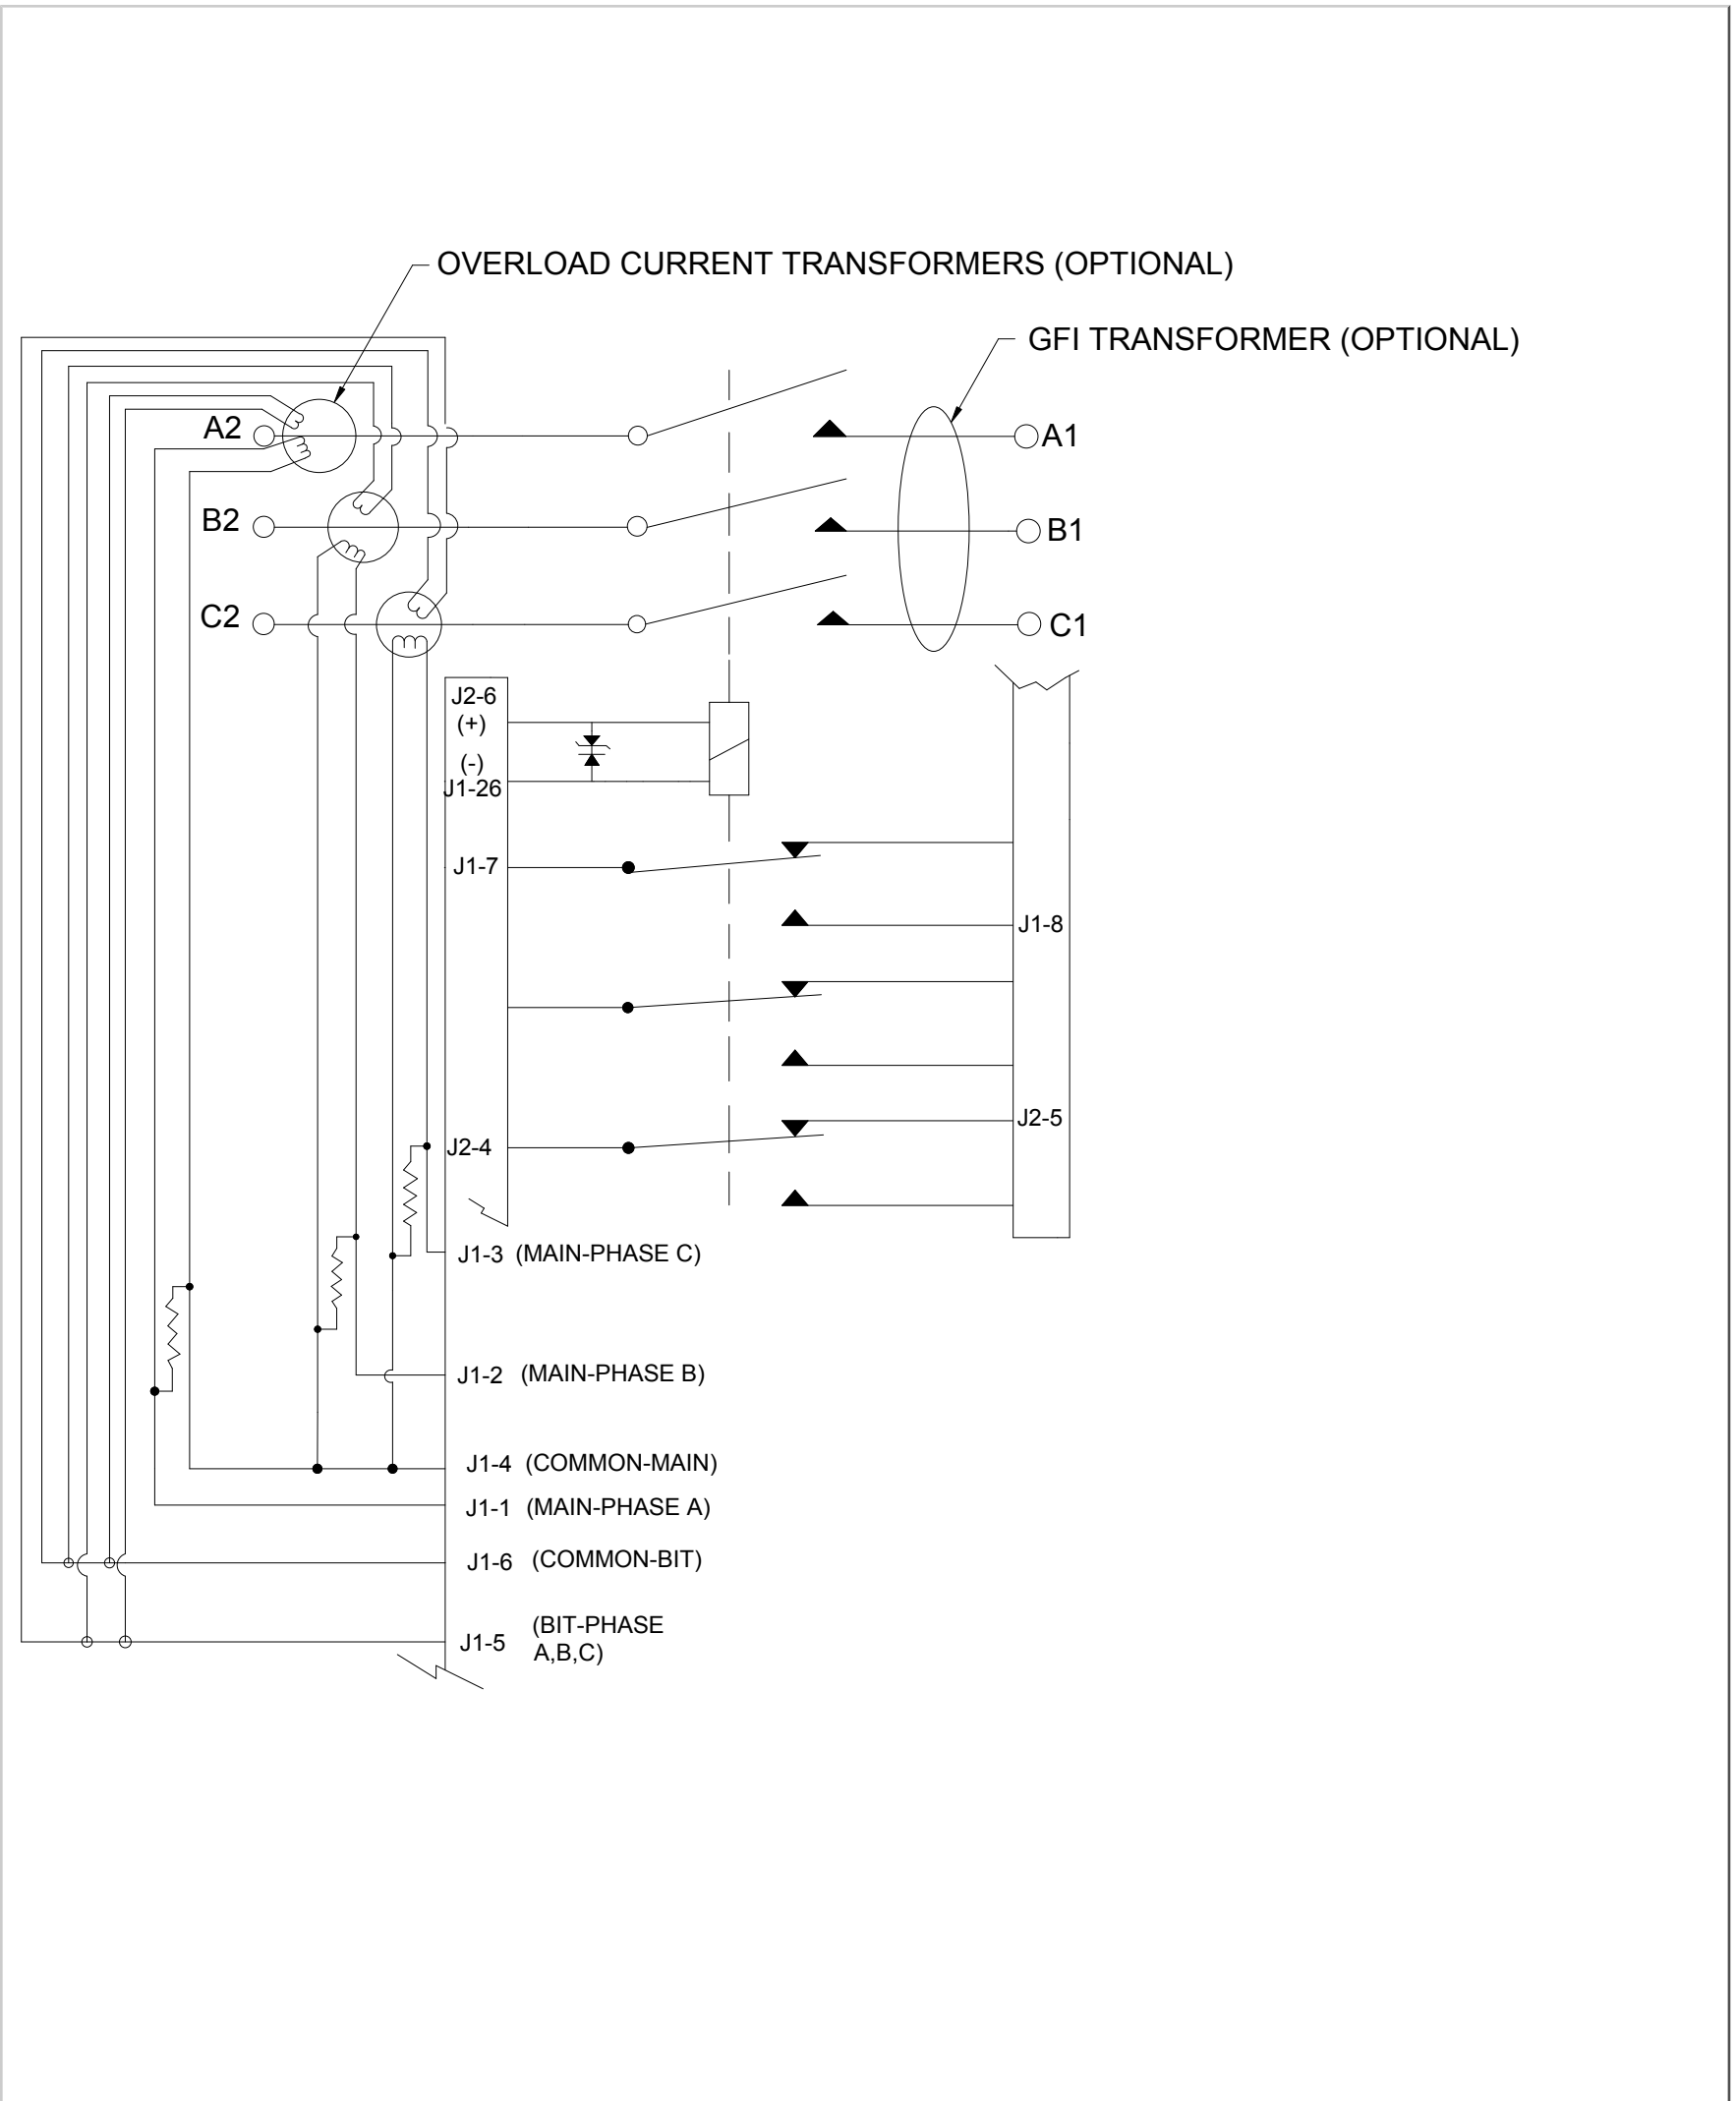 OVERLOAD CURRENT TRANSFORMERS (OPTIONAL)
GFI TRANSFORMER (OPTIONAL)
A2
A1
B2
B1
C2
C1
J2-6
(+)
(-)
J1-26
J1-7
J1-8
J2-5
J2-4
J1-3 (MAIN-PHASE C)
J1-2 (MAIN-PHASE B)
J1-4 (COMMON-MAIN)
J1-1 (MAIN-PHASE A)
J1-6 (COMMON-BIT)
J1-5 (BIT-PHASE
A,B,C)